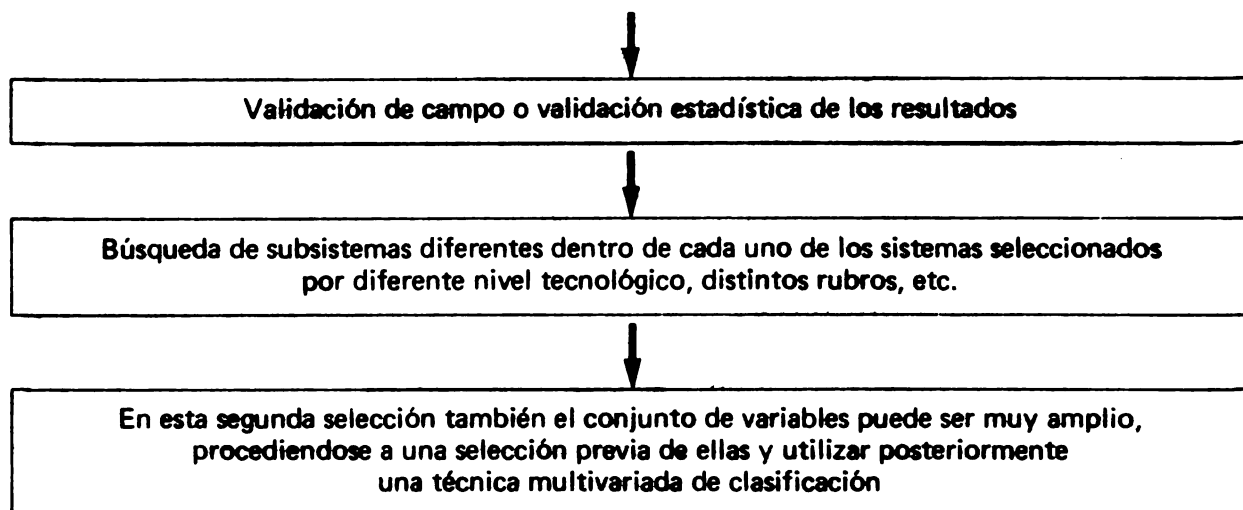 Validación de campo o validación estadística de los resultados
Búsqueda de subsistemas diferentes dentro de cada uno de los sistemas seleccionados
por diferente nivel tecnológico, distintos rubros, etc.
En esta segunda selección también el conjunto de variables puede ser muy amplio,
procediendose a una selección previa de ellas y utilizar posteriormente
una técnica multivariada de clasificación